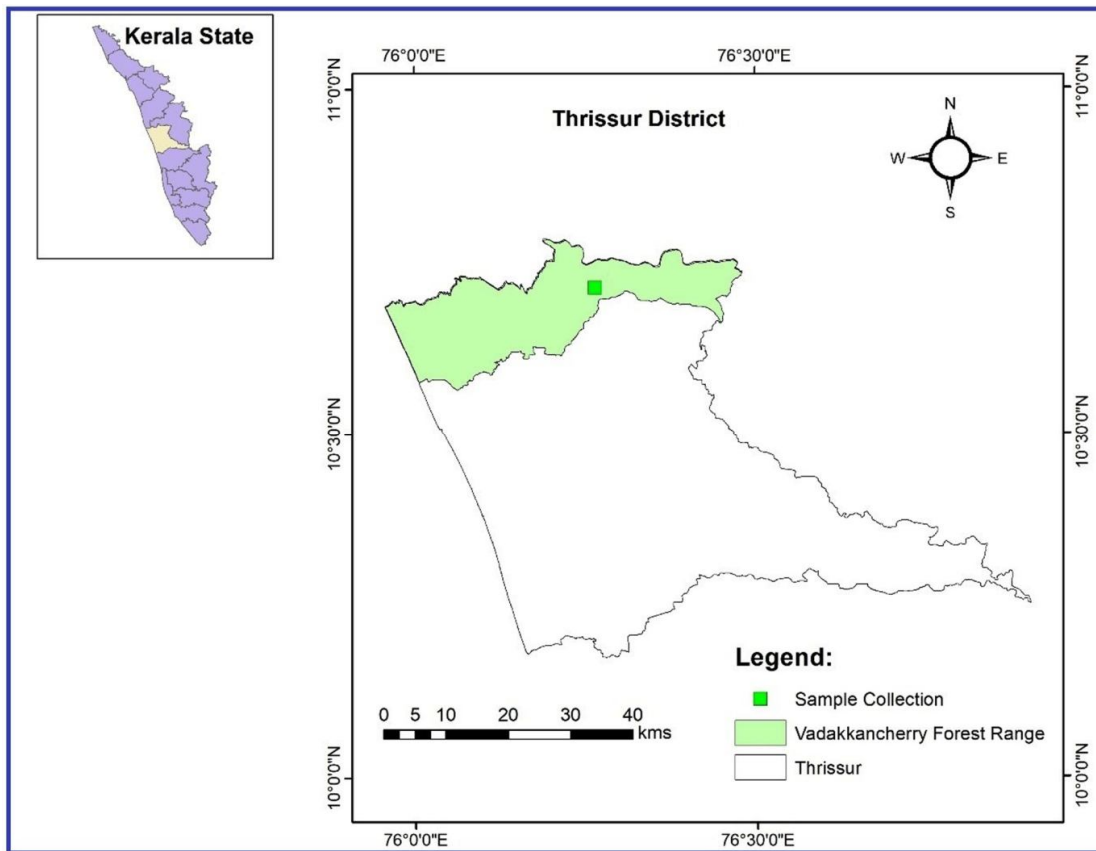 Kerala State
76°0'0"E
76°30'0"E
11°0'0"N
11°0'0"N
Thrissur District
N
W
E
S
10°30'0"N
10°30'0"N
Legend:
Sample Collection
0 5 10 20 30 40
kms
Vadakkancherry Forest Range
Thrissur
10°0'0"N
10°0'0"N
76°0'0"E
76°30'0"E